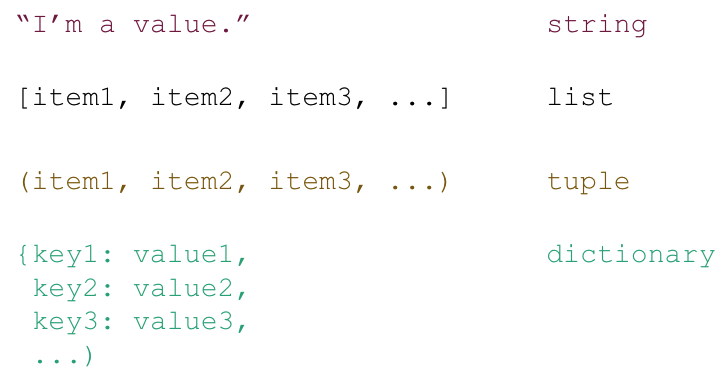 “I’m a value.” string
[item1, item2, item3, ...] list
(item1, item2, item3, ...) tuple
{key1: value1, dictionary
key2: value2,
key3: value3,
...)